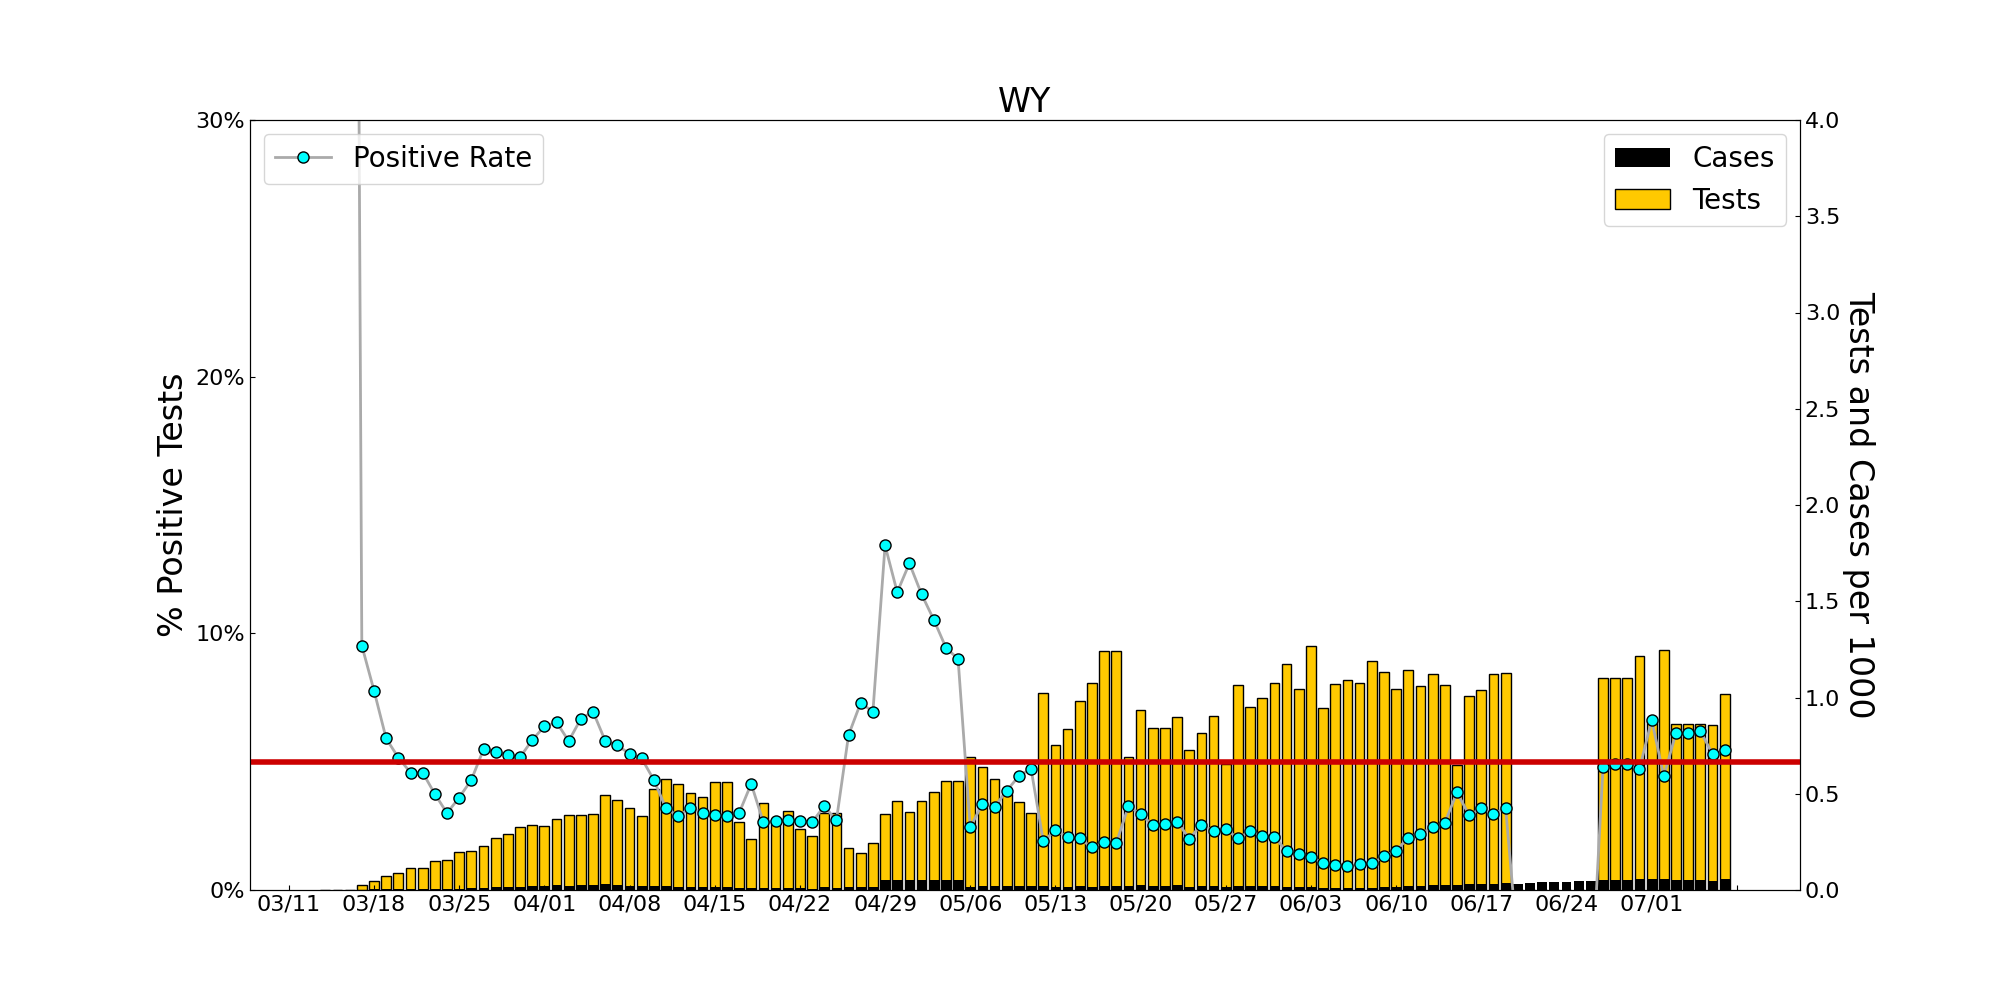 WY
30%
20%
10%
0%
% Positive Tests
Positive Rate
Cases
Tests
4.0
3.5
3.0
2.5
2.0
1.5
1.0
0.5
0.0
Tests and Cases per 1000
03/11 03/18 03/25 04/01 04/08 04/15 04/22 04/29 05/06 05/13 05/20 05/27 06/03 06/10 06/17 06/24 07/01